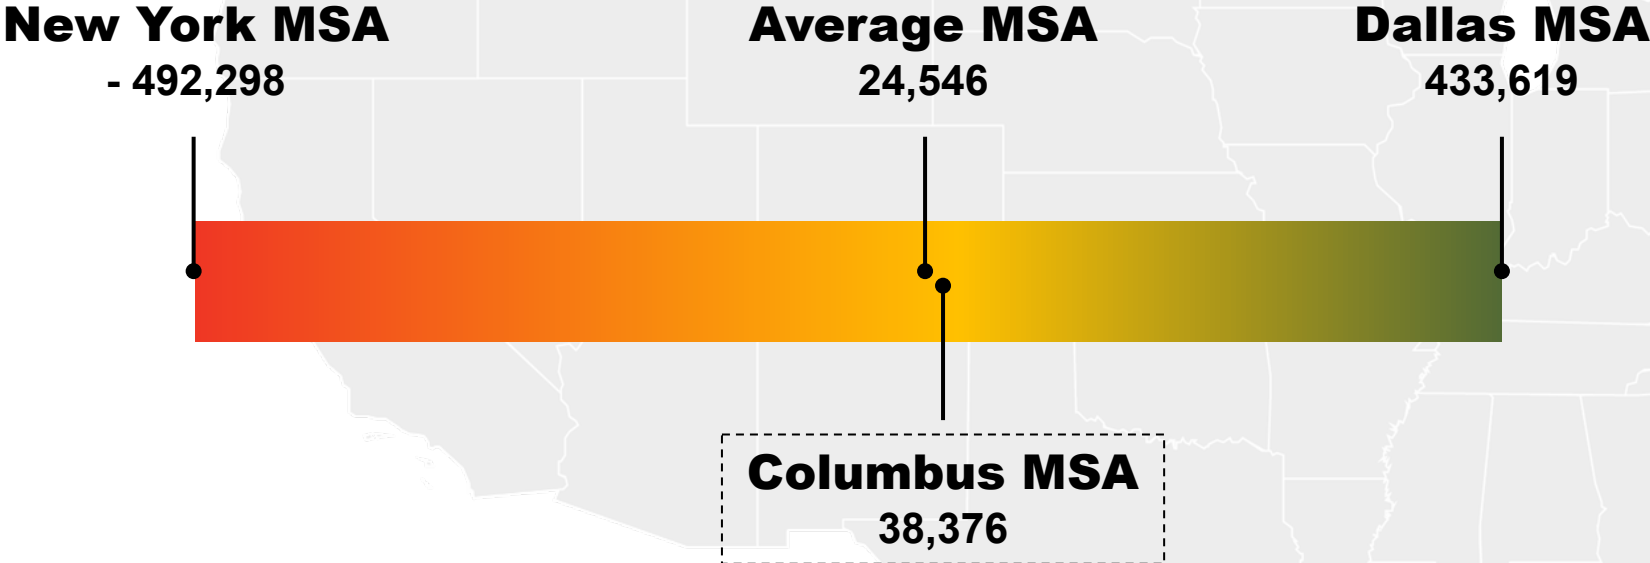 New York MSA
- 492,298
Average MSA
24,546
Dallas MSA
433,619
Columbus MSA
38,376